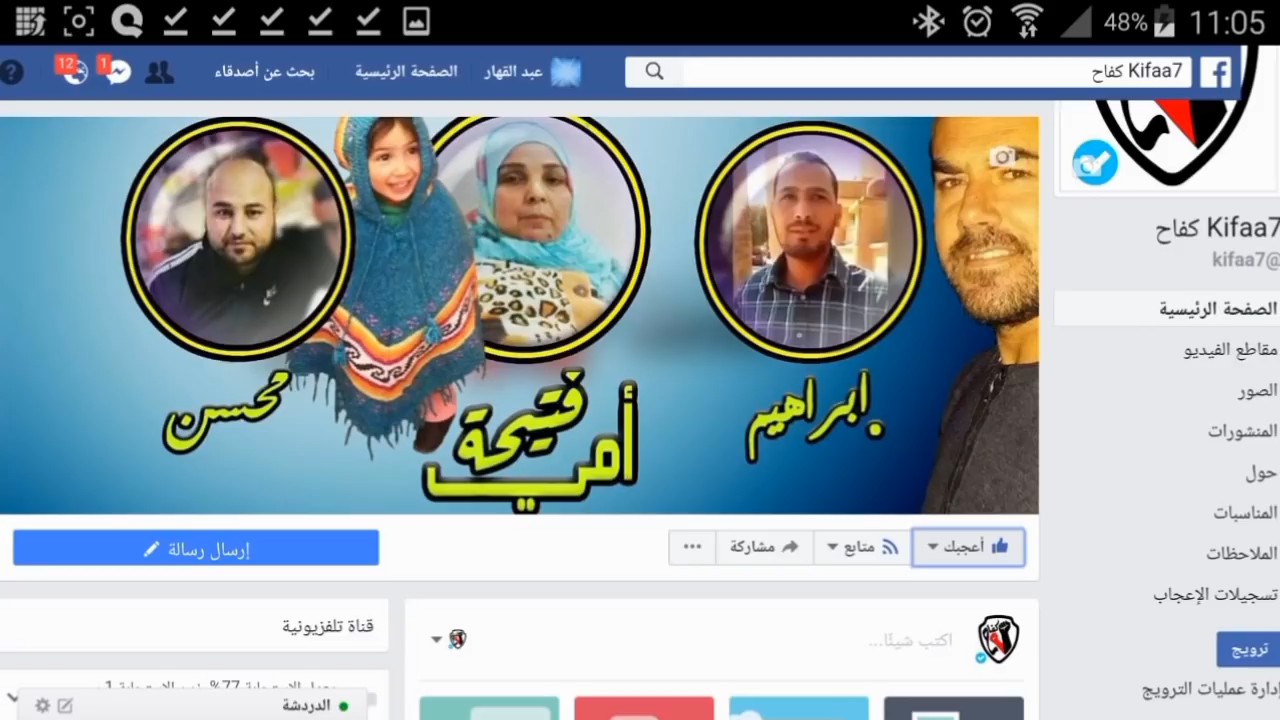 48% 11:05
Kifaa7 كفاح
عبد القهار
الصفحة الرئيسية
بحث عن أصدقاء
1
12
محسن
أمي فتيحة
ابراهيم
Kifaa7 كفاح
@kifaa7
الصفحة الرئيسية
مقاطع الفيديو
الصور
المنشورات
حول
المناسبات
الملاحظات
تسجيلات الإعجاب
ترويج
إدارة عمليات الترويج
أعجبك
متابع
مشاركة
إرسال رسالة
اكتب شيئًا...
قناة تلفزيونية
الدردشة